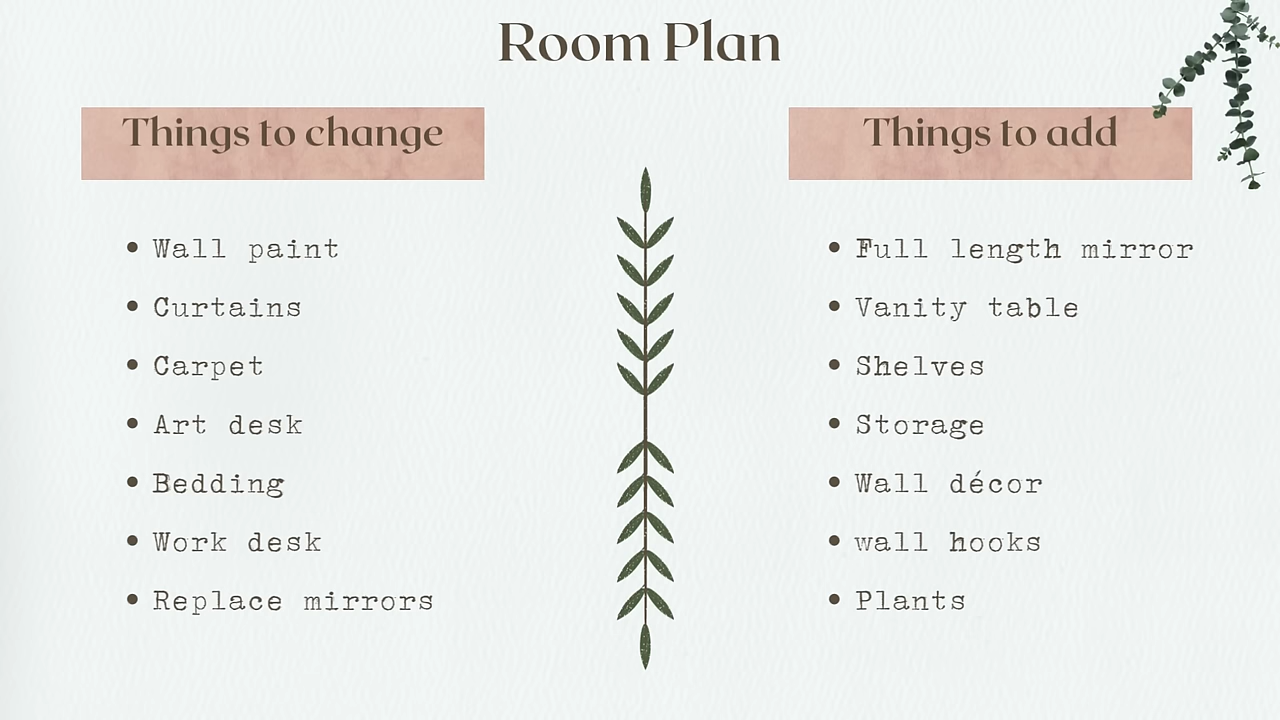 Room Plan
Things to change
• Wall paint
• Curtains
• Carpet
• Art desk
• Bedding
• Work desk
• Replace mirrors
Things to add
• Full length mirror
• Vanity table
• Shelves
• Storage
• Wall décor
• wall hooks
• Plants